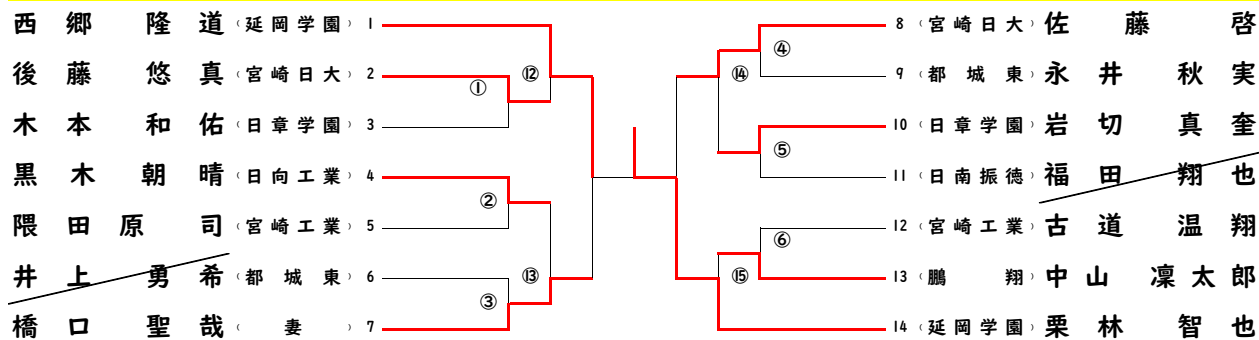 西郷 隆道（延岡学園）1
後藤 悠真（宮崎日大）2
木本 和佑（日章学園）3
黒木 朝晴（日向工業）4
隈田原 司（宮崎工業）5
井上 勇希（都城東）6
橋口 聖哉（妻）7
①
②
③
⑫
⑬
8（宮崎日大）佐藤 啓
9（都城東）永井 秋実
10（日章学園）岩切 真奎
11（日南振徳）福田 翔也
12（宮崎工業）古道 温翔
13（鵬翔）中山 凜太郎
14（延岡学園）栗林 智也
④
⑤
⑥
⑭
⑮